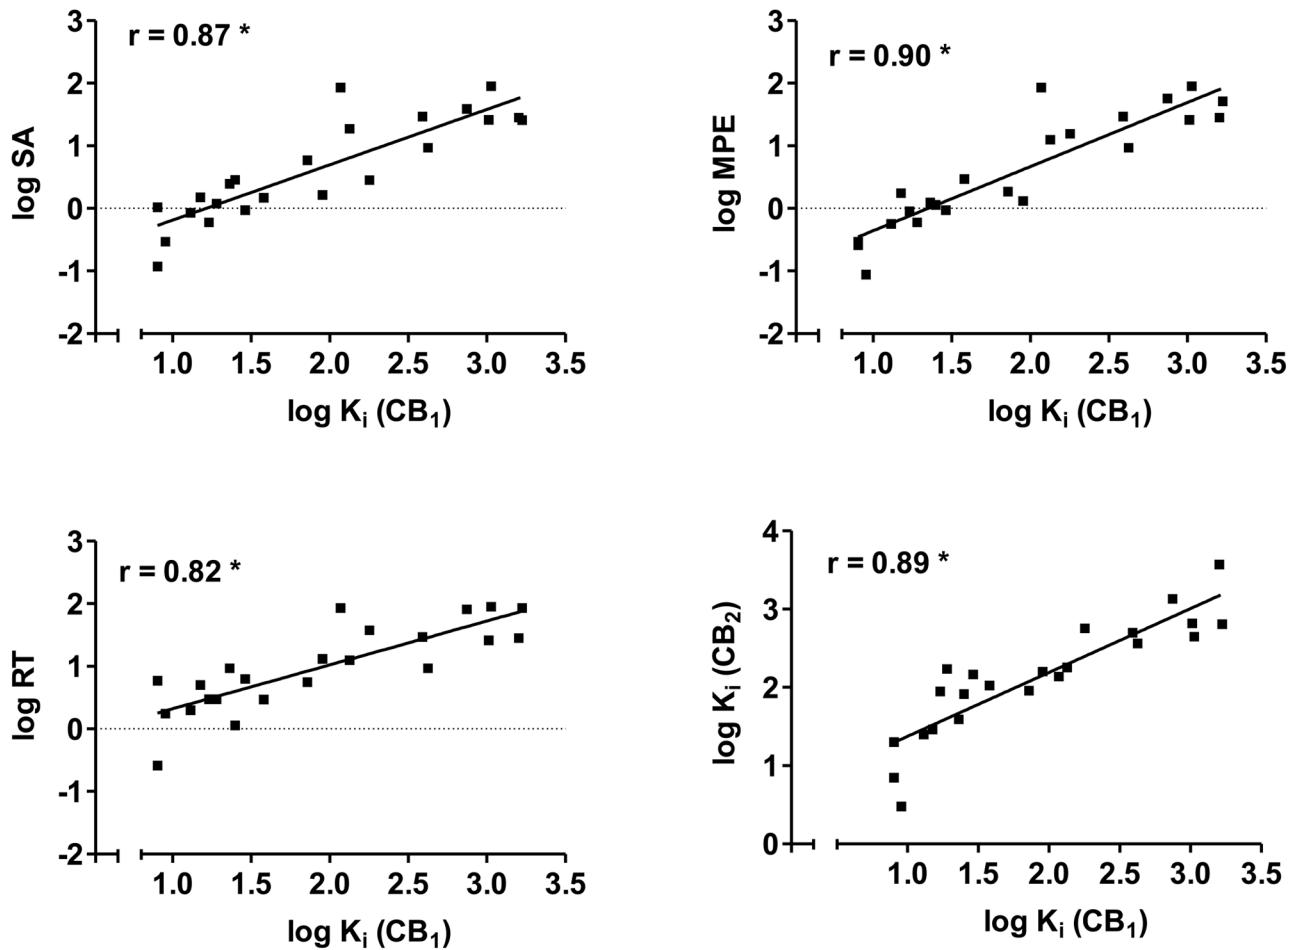 r = 0.87 *
log SA
3
2
1
0
-1
-2
1.0 1.5 2.0 2.5 3.0 3.5
log Ki (CB1)
r = 0.90 *
log MPE
3
2
1
0
-1
-2
1.0 1.5 2.0 2.5 3.0 3.5
log Ki (CB1)
r = 0.82 *
log RT
3
2
1
0
-1
-2
1.0 1.5 2.0 2.5 3.0 3.5
log Ki (CB1)
r = 0.89 *
log Ki (CB2)
4
3
2
1
0
1.0 1.5 2.0 2.5 3.0 3.5
log Ki (CB1)